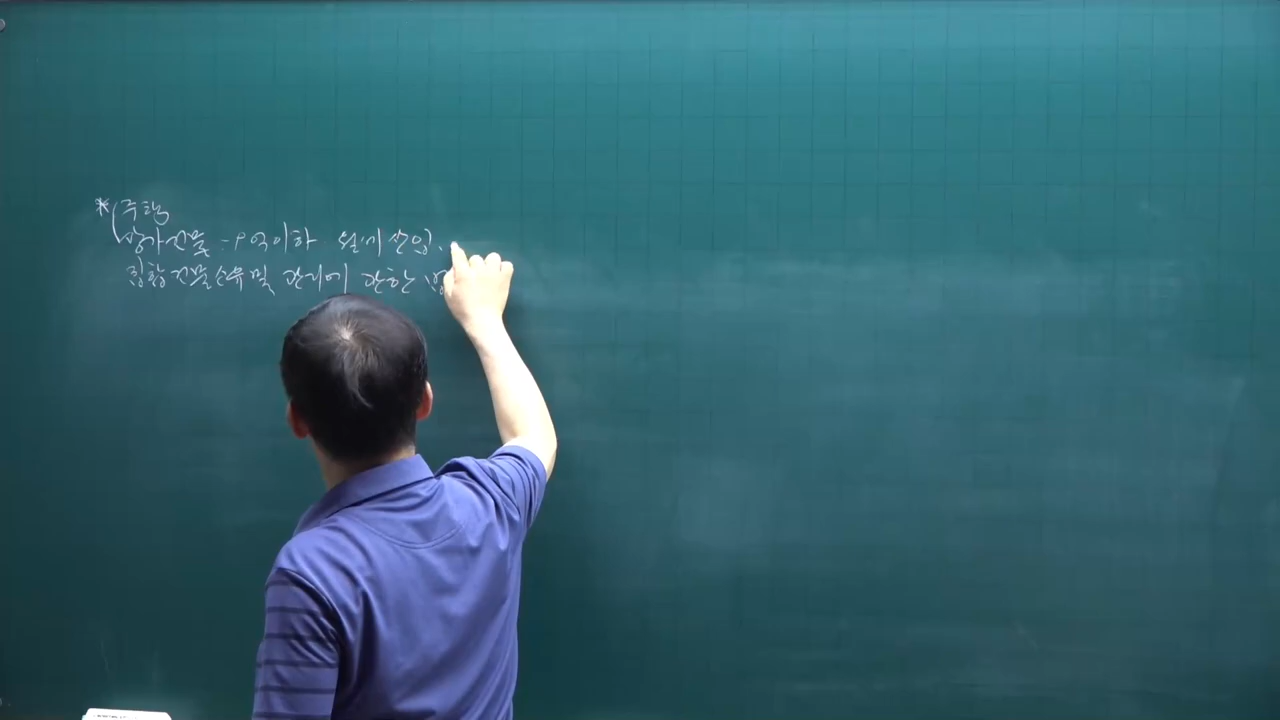 * ( 주택
상가건물 : 9억이하 월세 산입.
집합건물소유 및 관리에 관한